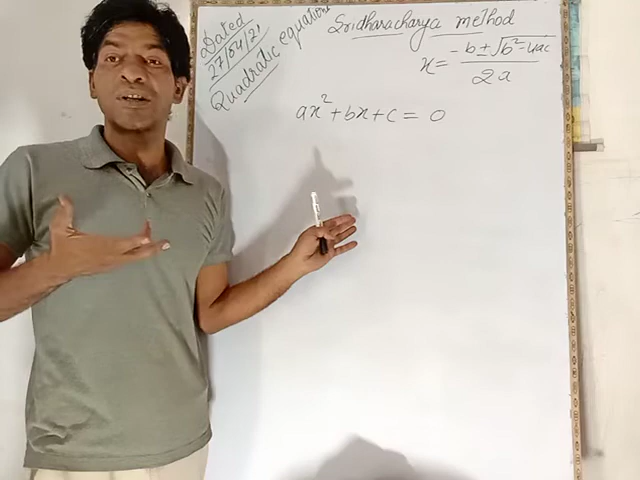 Dated
27/04/21
Quadratic equations
Sridharacharya method
x = -b ± √b² - 4ac / 2a
ax² + bx + c = 0